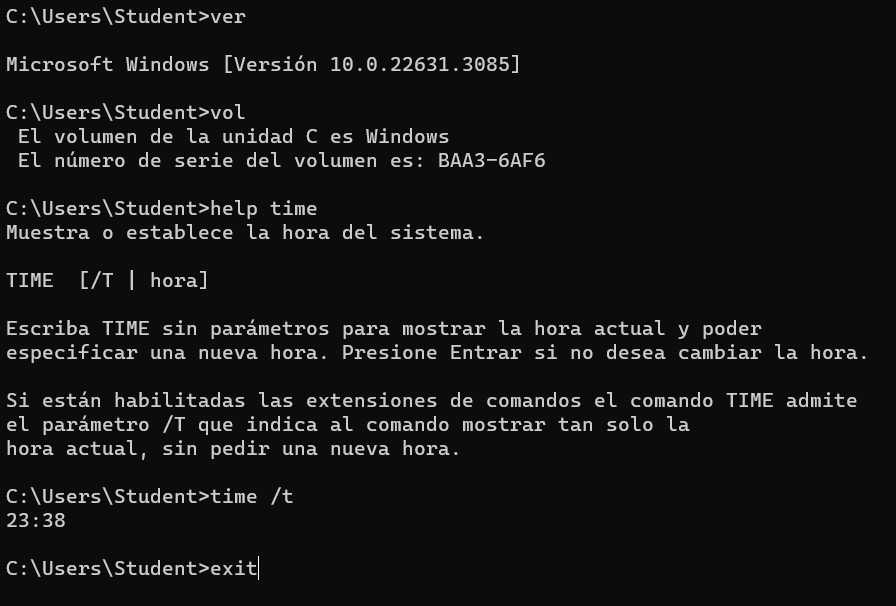 C:\Users\Student>ver
Microsoft Windows [Versión 10.0.22631.3085]
C:\Users\Student>vol
 El volumen de la unidad C es Windows
 El número de serie del volumen es: BAA3-6AF6
C:\Users\Student>help time
Muestra o establece la hora del sistema.
TIME  [/T | hora]
Escriba TIME sin parámetros para mostrar la hora actual y poder
especificar una nueva hora. Presione Entrar si no desea cambiar la hora.
Si están habilitadas las extensiones de comandos el comando TIME admite
el parámetro /T que indica al comando mostrar tan solo la
hora actual, sin pedir una nueva hora.
C:\Users\Student>time /t
23:38
C:\Users\Student>exit